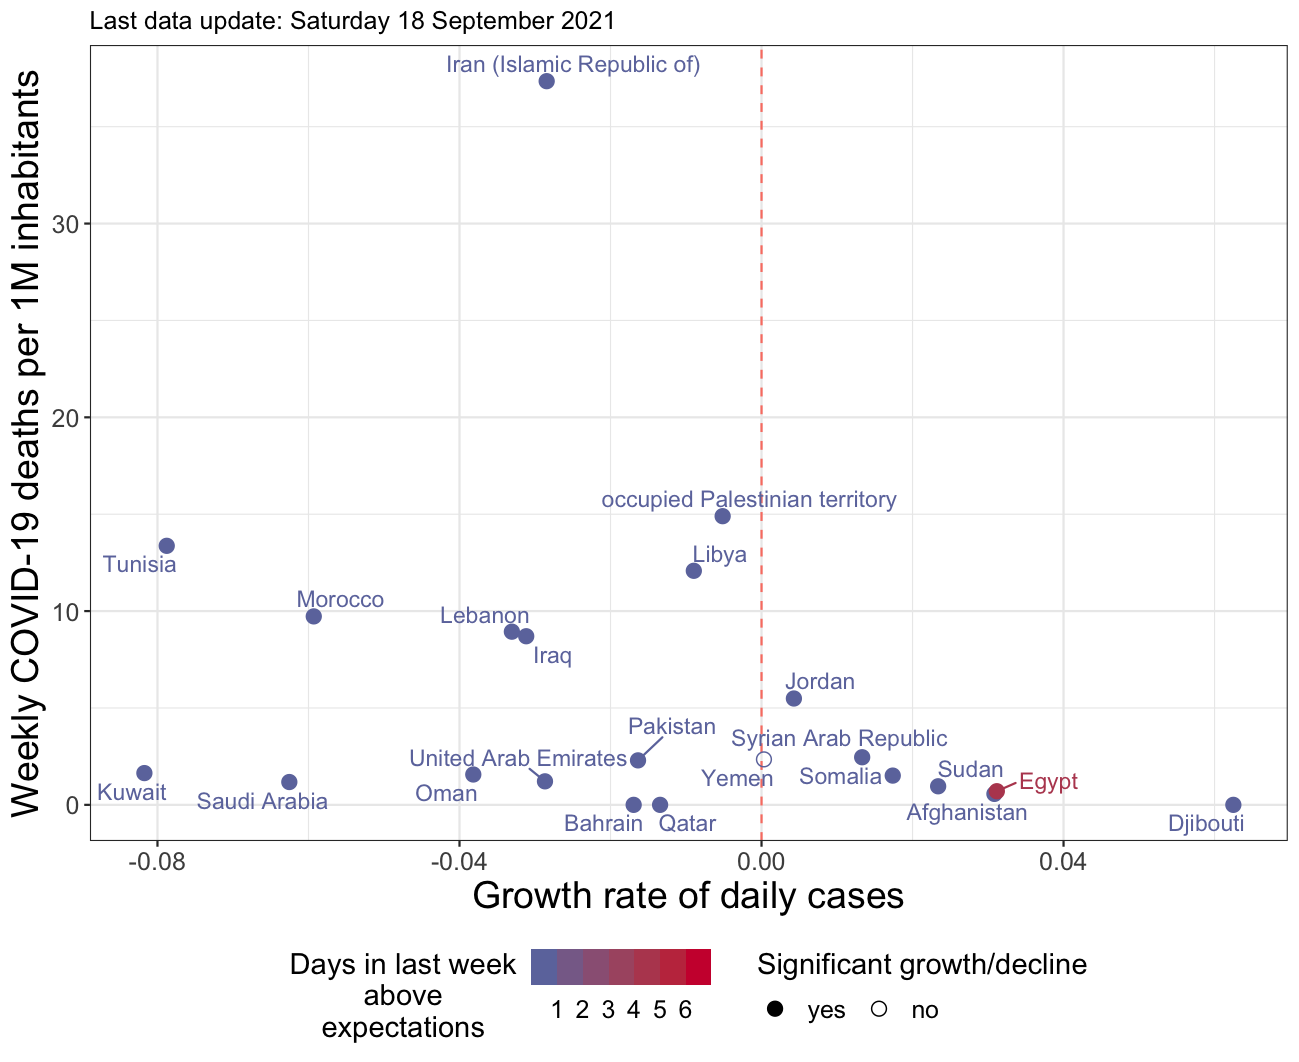 Last data update: Saturday 18 September 2021
Weekly COVID-19 deaths per 1M inhabitants
30
20
10
0
Iran (Islamic Republic of)
occupied Palestinian territory
Tunisia
Libya
Morocco
Lebanon
Iraq
Jordan
Pakistan
Syrian Arab Republic
United Arab Emirates
Yemen
Somalia
Sudan
Egypt
Kuwait
Saudi Arabia
Oman
Afghanistan
Bahrain
Qatar
Djibouti
-0.08
-0.04
0.00
0.04
Growth rate of daily cases
Days in last week
above
expectations
1 2 3 4 5 6
Significant growth/decline
yes
no